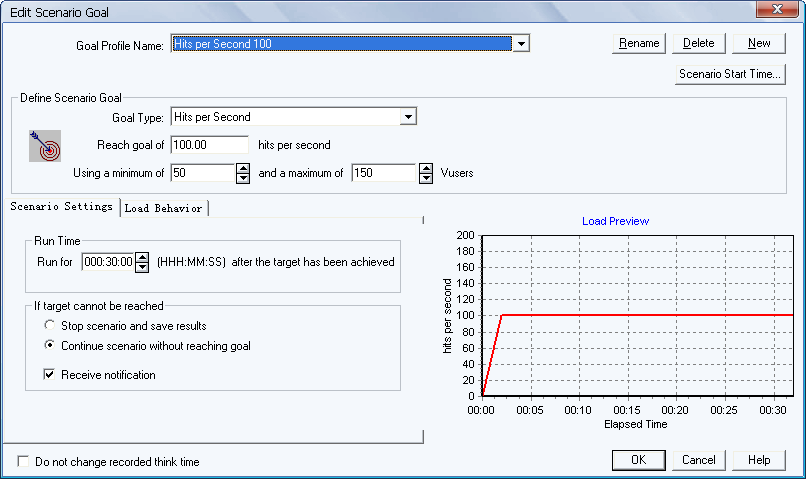 Edit Scenario Goal
Goal Profile Name: Hits per Second 100 Rename Delete New
Scenario Start Time...
Define Scenario Goal
Goal Type: Hits per Second
Reach goal of 100.00 hits per second
Using a minimum of 50 and a maximum of 150 Vusers
Scenario Settings Load Behavior
Run Time
Run for 000:30:00 (HHH:MM:SS) after the target has been achieved
If target cannot be reached
Stop scenario and save results
Continue scenario without reaching goal
Receive notification
Load Preview
hits per second
200
180
160
140
120
100
80
60
40
20
0
00:00 00:05 00:10 00:15 00:20 00:25 00:30
Elapsed Time
Do not change recorded think time
OK Cancel Help